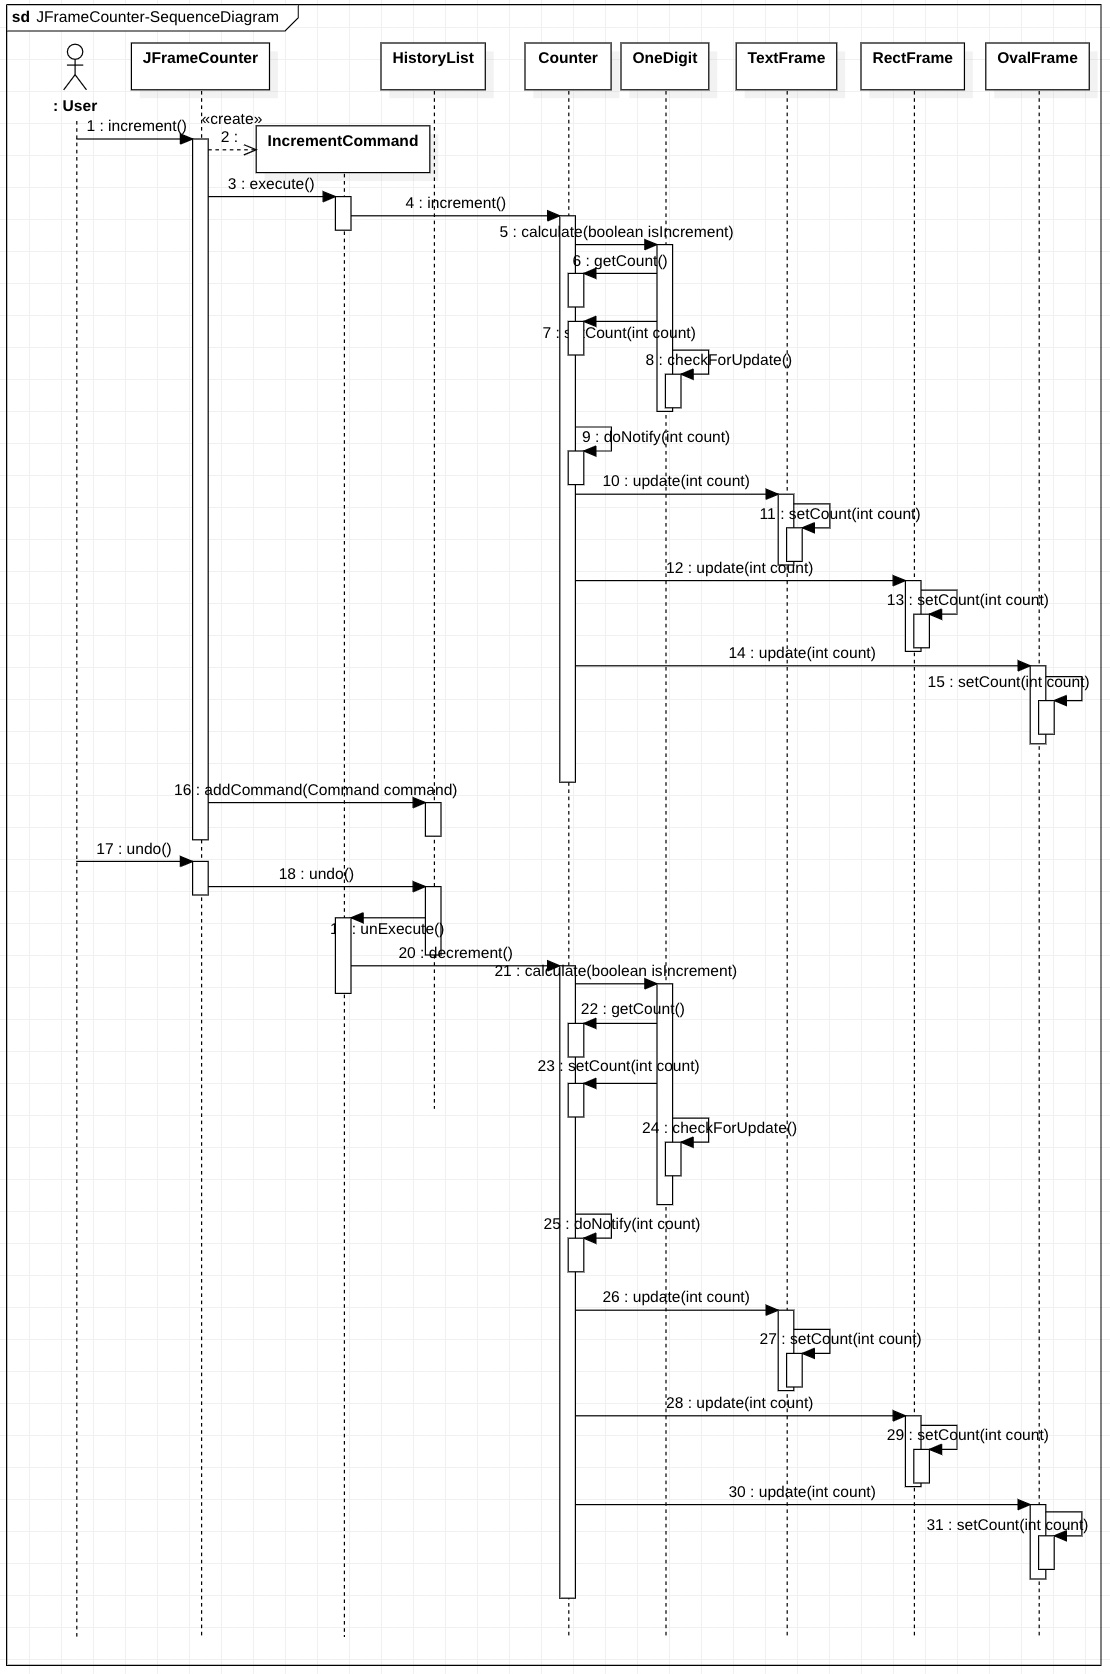 sd JFrameCounter-SequenceDiagram
JFrameCounter
HistoryList
Counter
OneDigit
TextFrame
RectFrame
OvalFrame
: User
«create»
1 : increment()
2 :
IncrementCommand
3 : execute()
4 : increment()
5 : calculate(boolean isIncrement)
6 : getCount()
7 : setCount(int count)
8 : checkForUpdate()
9 : doNotify(int count)
10 : update(int count)
11 : setCount(int count)
12 : update(int count)
13 : setCount(int count)
14 : update(int count)
15 : setCount(int count)
16 : addCommand(Command command)
17 : undo()
18 : undo()
19 : unExecute()
20 : decrement()
21 : calculate(boolean isIncrement)
22 : getCount()
23 : setCount(int count)
24 : checkForUpdate()
25 : doNotify(int count)
26 : update(int count)
27 : setCount(int count)
28 : update(int count)
29 : setCount(int count)
30 : update(int count)
31 : setCount(int count)